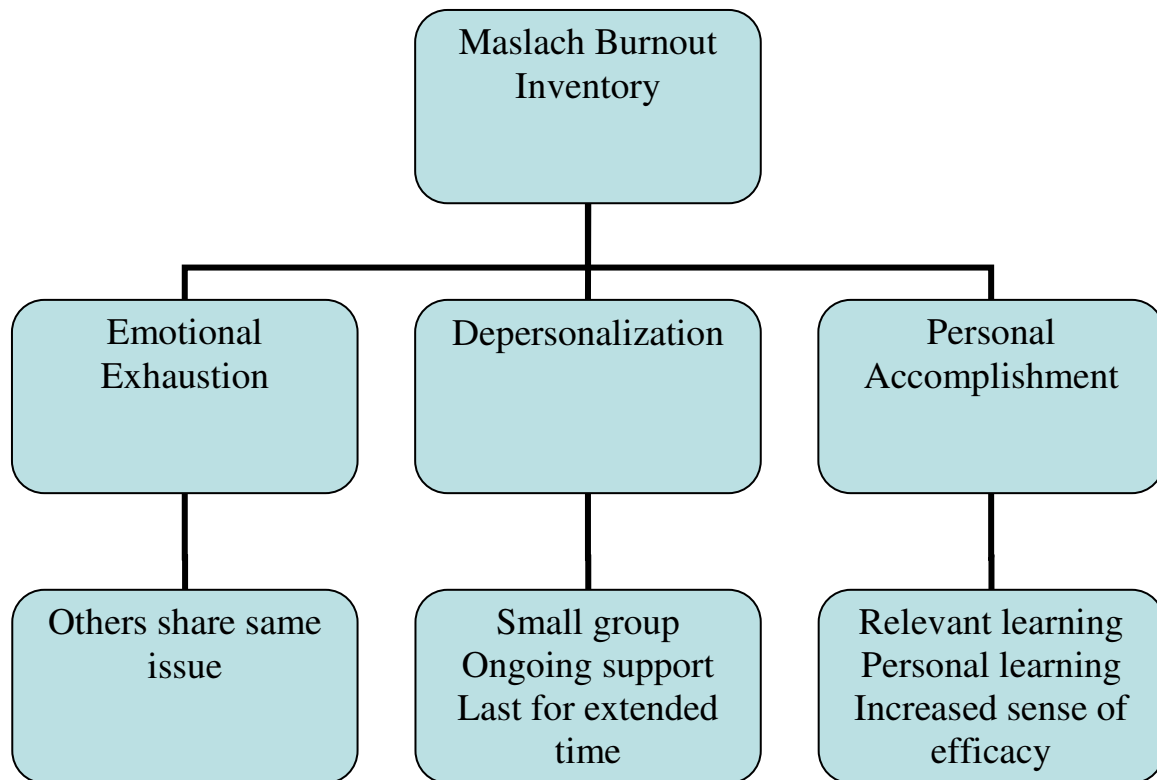 Maslach Burnout
Inventory
Emotional
Exhaustion
Depersonalization
Personal
Accomplishment
Others share same
issue
Small group
Ongoing support
Last for extended
time
Relevant learning
Personal learning
Increased sense of
efficacy